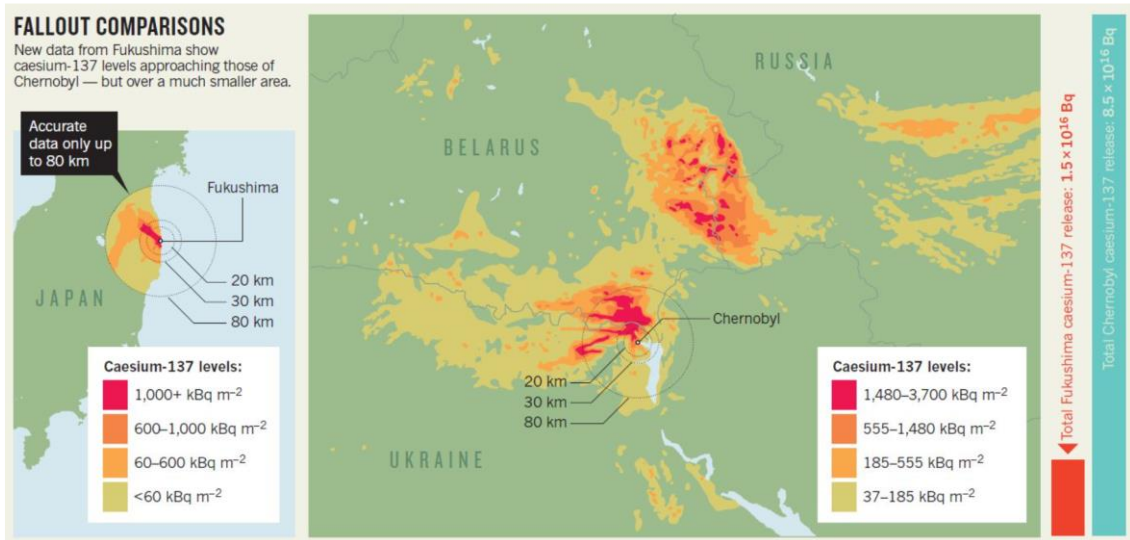 FALLOUT COMPARISONS
New data from Fukushima show
caesium-137 levels approaching those of
Chernobyl — but over a much smaller area.
Accurate
data only up
to 80 km
Fukushima
20 km
30 km
80 km
JAPAN
Caesium-137 levels:
1,000+ kBq m⁻²
600–1,000 kBq m⁻²
60–600 kBq m⁻²
<60 kBq m⁻²
RUSSIA
BELARUS
Chernobyl
20 km
30 km
80 km
UKRAINE
Caesium-137 levels:
1,480–3,700 kBq m⁻²
555–1,480 kBq m⁻²
185–555 kBq m⁻²
37–185 kBq m⁻²
Total Fukushima caesium-137 release: 1.5 × 10¹⁶ Bq
Total Chernobyl caesium-137 release: 8.5 × 10¹⁶ Bq